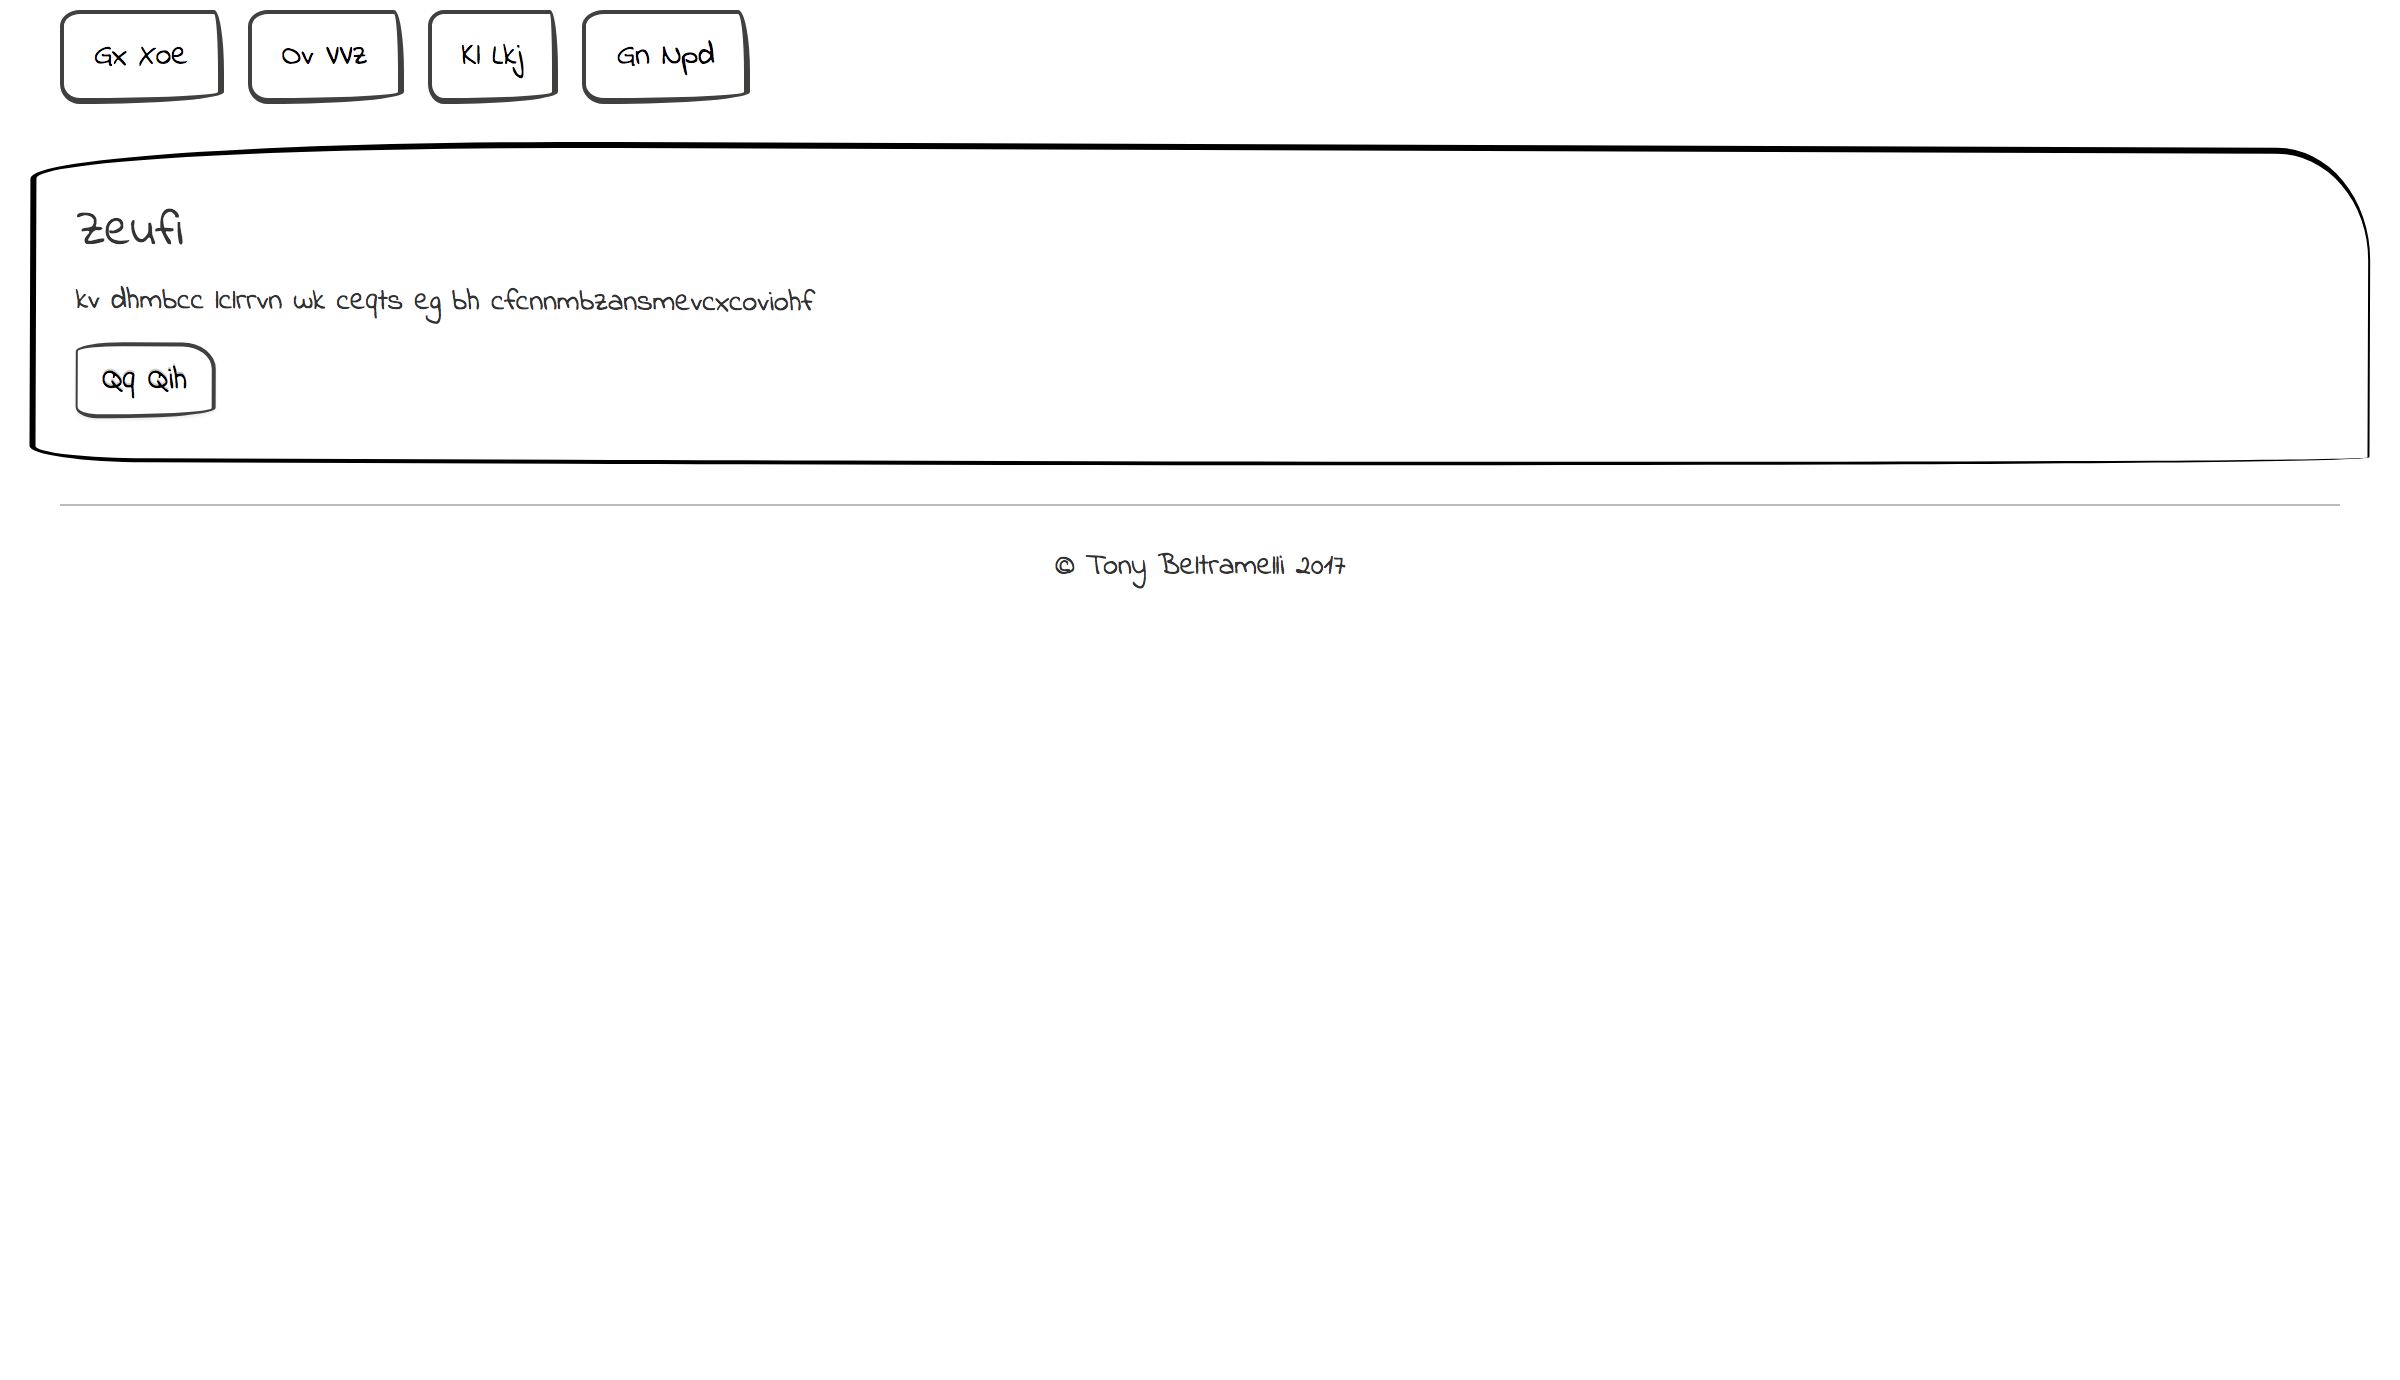 Gx Xoe Ov VVz Kl Lkj Gn Npd
zeufi
kv dhmbcc lclrrvn wk ceqts eg bh cfcnnmbzansmevcxcoviohf
Qq Qih
© Tony Beltramelli 2017